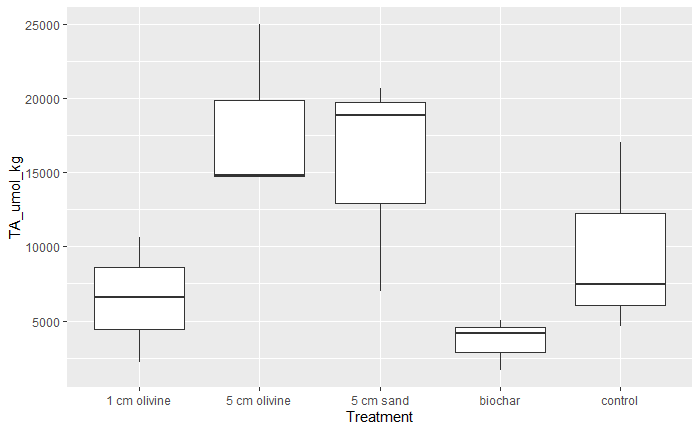 TA_umol_kg
25000
20000
15000
10000
5000
1 cm olivine
5 cm olivine
5 cm sand
biochar
control
Treatment